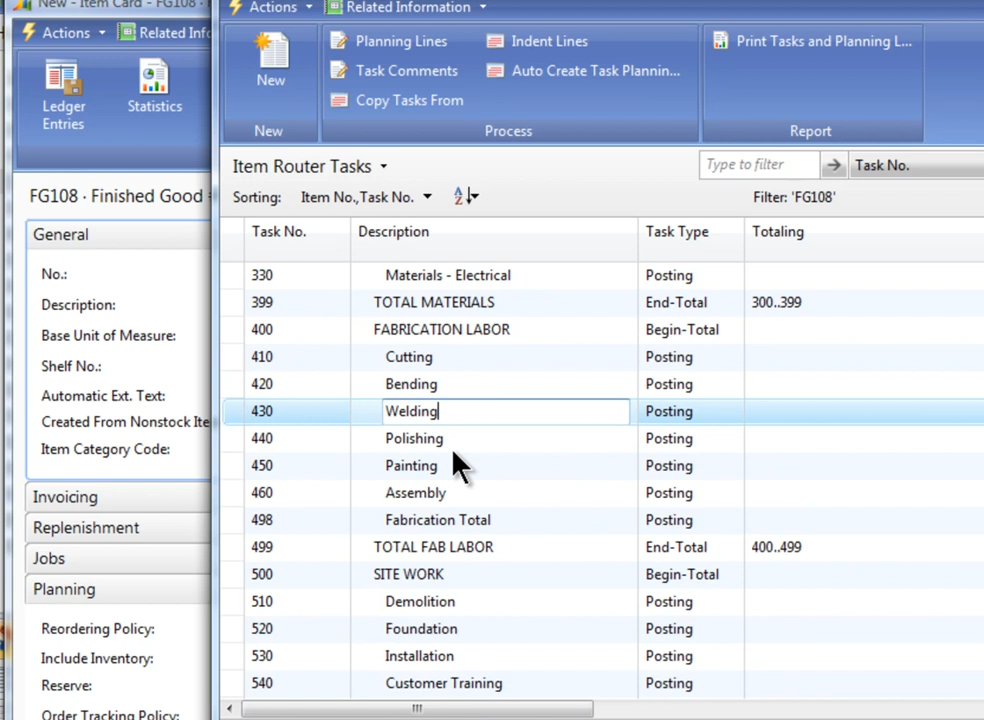 New - Item Card - FG108 ·
Actions
Related Info
Ledger
Entries
Statistics
FG108 · Finished Good
General
No.:
Description:
Base Unit of Measure:
Shelf No.:
Automatic Ext. Text:
Created From Nonstock Ite
Item Category Code:
Invoicing
Replenishment
Jobs
Planning
Reordering Policy:
Include Inventory:
Reserve:
Order Tracking Policy:
Actions
Related Information
New
Planning Lines
Task Comments
Copy Tasks From
Indent Lines
Auto Create Task Plannin...
Print Tasks and Planning L...
New
Process
Report
Item Router Tasks
Type to filter
Task No.
Sorting: Item No.,Task No.
Filter: 'FG108'
Task No. Description Task Type Totaling
330 Materials - Electrical Posting
399 TOTAL MATERIALS End-Total 300..399
400 FABRICATION LABOR Begin-Total
410 Cutting Posting
420 Bending Posting
430 Welding Posting
440 Polishing Posting
450 Painting Posting
460 Assembly Posting
498 Fabrication Total Posting
499 TOTAL FAB LABOR End-Total 400..499
500 SITE WORK Begin-Total
510 Demolition Posting
520 Foundation Posting
530 Installation Posting
540 Customer Training Posting